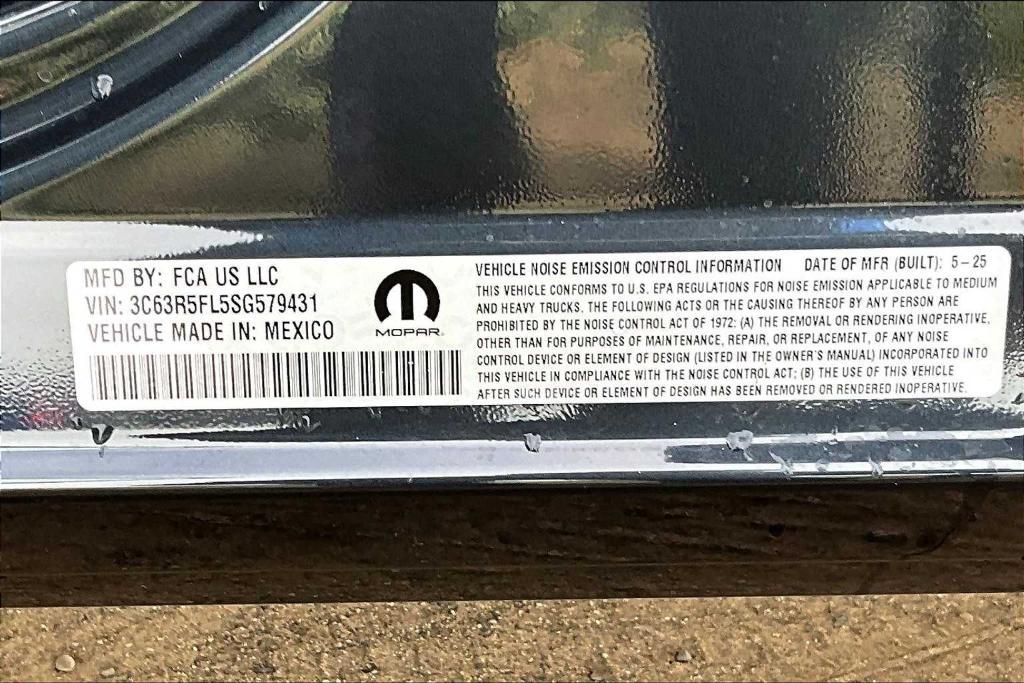 MFD BY: FCA US LLC
VIN: 3C63R5FL5SG579431
VEHICLE MADE IN: MEXICO
MOPAR
VEHICLE NOISE EMISSION CONTROL INFORMATION DATE OF MFR (BUILT): 5-25
THIS VEHICLE CONFORMS TO U.S. EPA REGULATIONS FOR NOISE EMISSION APPLICABLE TO MEDIUM
AND HEAVY TRUCKS. THE FOLLOWING ACTS OR THE CAUSING THEREOF BY ANY PERSON ARE
PROHIBITED BY THE NOISE CONTROL ACT OF 1972: (A) THE REMOVAL OR RENDERING INOPERATIVE,
OTHER THAN FOR PURPOSES OF MAINTENANCE, REPAIR, OR REPLACEMENT, OF ANY NOISE
CONTROL DEVICE OR ELEMENT OF DESIGN (LISTED IN THE OWNER'S MANUAL) INCORPORATED INTO
THIS VEHICLE IN COMPLIANCE WITH THE NOISE CONTROL ACT; (B) THE USE OF THIS VEHICLE
AFTER SUCH DEVICE OR ELEMENT OF DESIGN HAS BEEN REMOVED OR RENDERED INOPERATIVE.